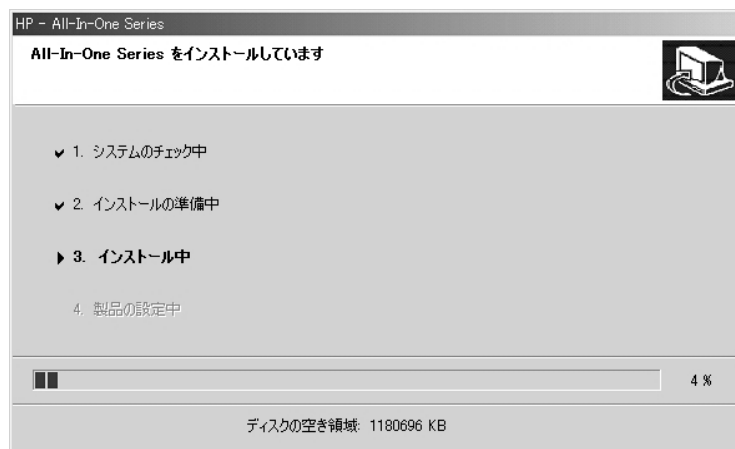 HP - All-In-One Series
All-In-One Series をインストールしています
1. システムのチェック中
2. インストールの準備中
3. インストール中
4. 製品の設定中
4 %
ディスクの空き領域: 1180696 KB